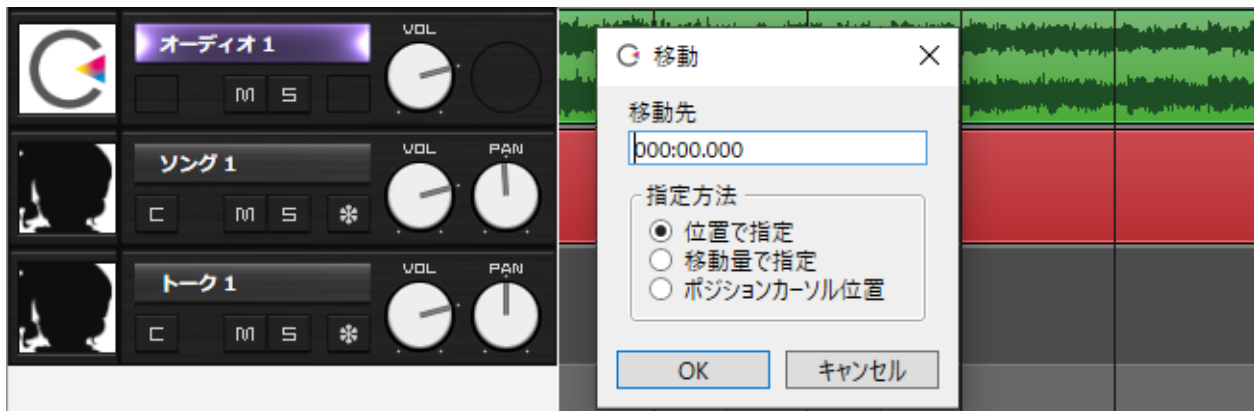 オーディオ 1
VOL
M S
ソング 1
VOL PAN
C M S
トーク 1
VOL PAN
C M S
移動
移動先
000:00.000
指定方法
位置で指定
移動量で指定
ポジションカーソル位置
OK キャンセル